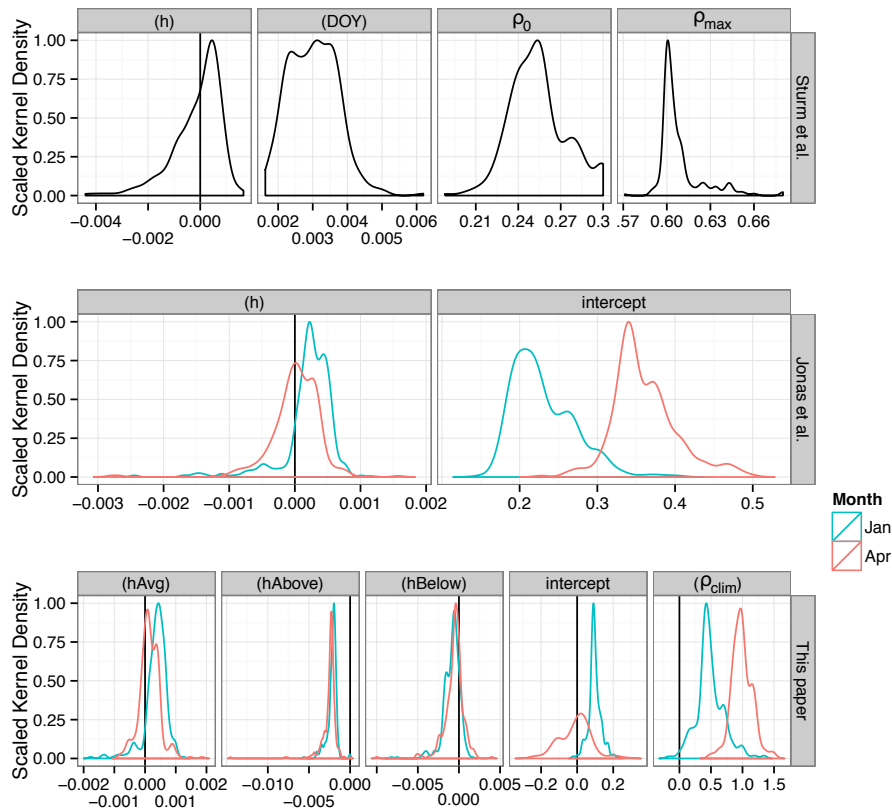 (h) (DOY) ρ0 ρmax
Scaled Kernel Density
1.00
0.75
0.50
0.25
0.00
Sturm et al.
−0.004 0.000 0.002 0.004 0.006 0.21 0.24 0.27 0.3 0.57 0.60 0.63 0.66
−0.002 0.003 0.005
(h) intercept
Scaled Kernel Density
1.00
0.75
0.50
0.25
0.00
Jonas et al.
−0.003 −0.002 −0.001 0.000 0.001 0.002 0.2 0.3 0.4 0.5
Month
Jan
Apr
(hAvg) (hAbove) (hBelow) intercept (ρclim)
Scaled Kernel Density
1.00
0.75
0.50
0.25
0.00
This paper
−0.002 0.000 0.002 −0.010 0.000 −0.005 0.005 −0.2 0.0 0.2 0.0 0.5 1.0 1.5
−0.001 0.001 −0.005 0.000